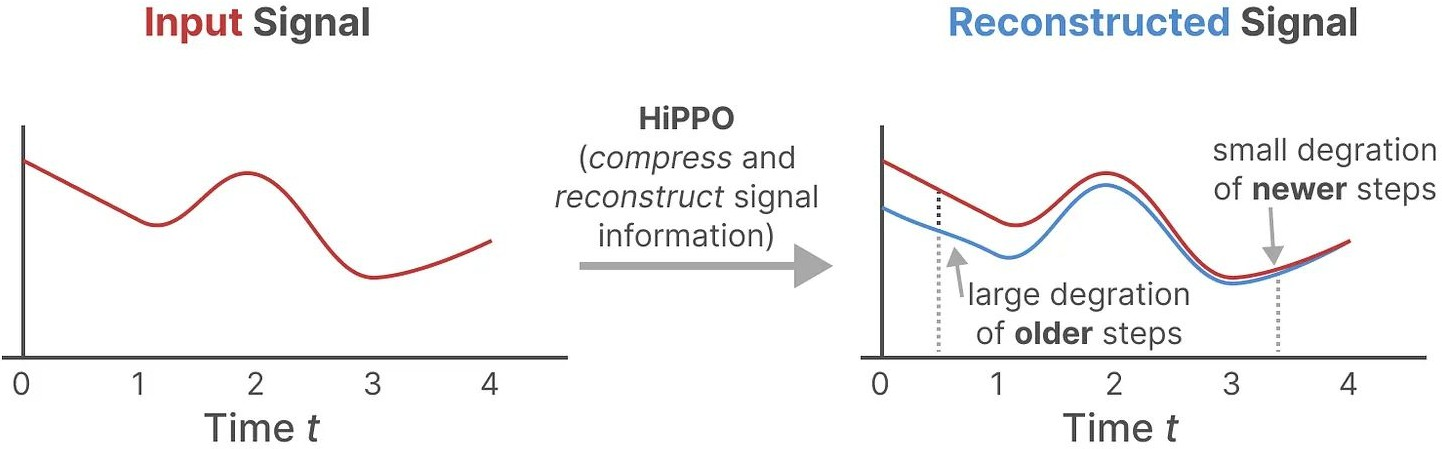 Input Signal
0 1 2 3 4
Time t
HiPPO
(compress and
reconstruct signal
information)
Reconstructed Signal
small degration
of newer steps
large degration
of older steps
0 1 2 3 4
Time t